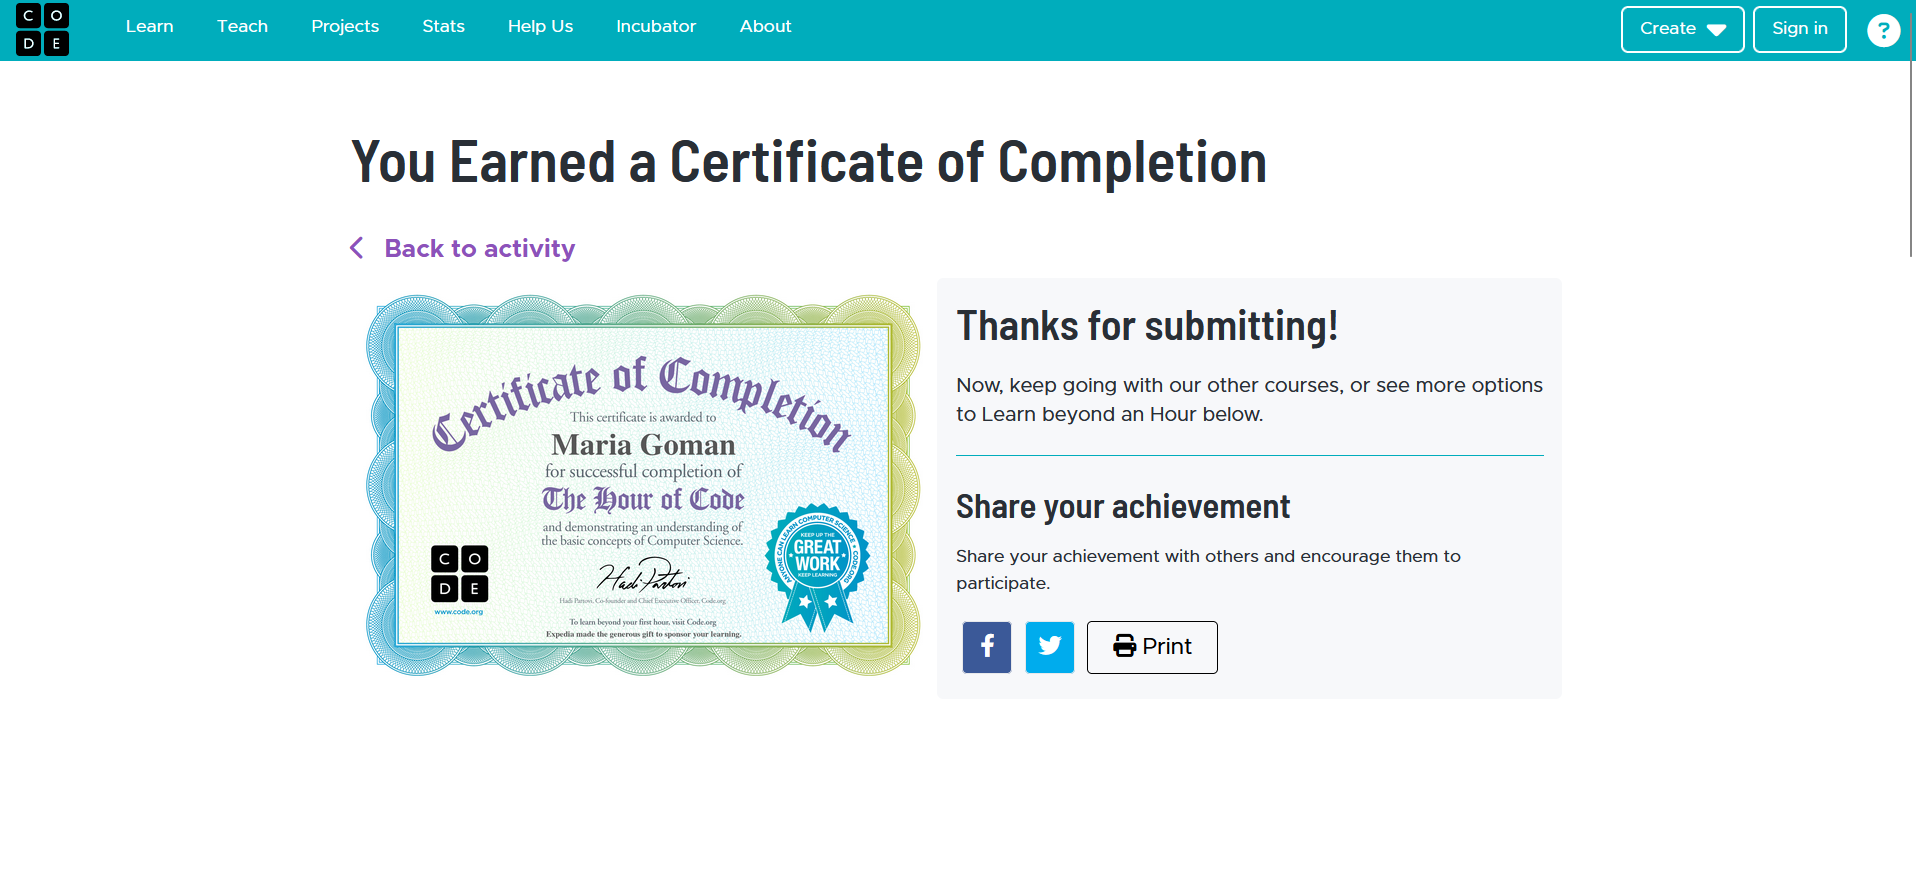 C O
D E
Learn Teach Projects Stats Help Us Incubator About Create Sign in ?
You Earned a Certificate of Completion
Back to activity
Certificate of Completion
This certificate is awarded to
Maria Goman
for successful completion of
The Hour of Code
and demonstrating an understanding of
the basic concepts of Computer Science.
C O
D E
www.code.org
Hadi Partovi
Hadi Partovi, Co-founder and Chief Executive Officer, Code.org
To learn beyond your first hour, visit Code.org
Expedia made the generous gift to sponsor your learning.
ANYONE CAN LEARN COMPUTER SCIENCE • CODE.ORG
KEEP UP THE
GREAT
WORK
KEEP LEARNING
Thanks for submitting!
Now, keep going with our other courses, or see more options
to Learn beyond an Hour below.
Share your achievement
Share your achievement with others and encourage them to
participate.
Print